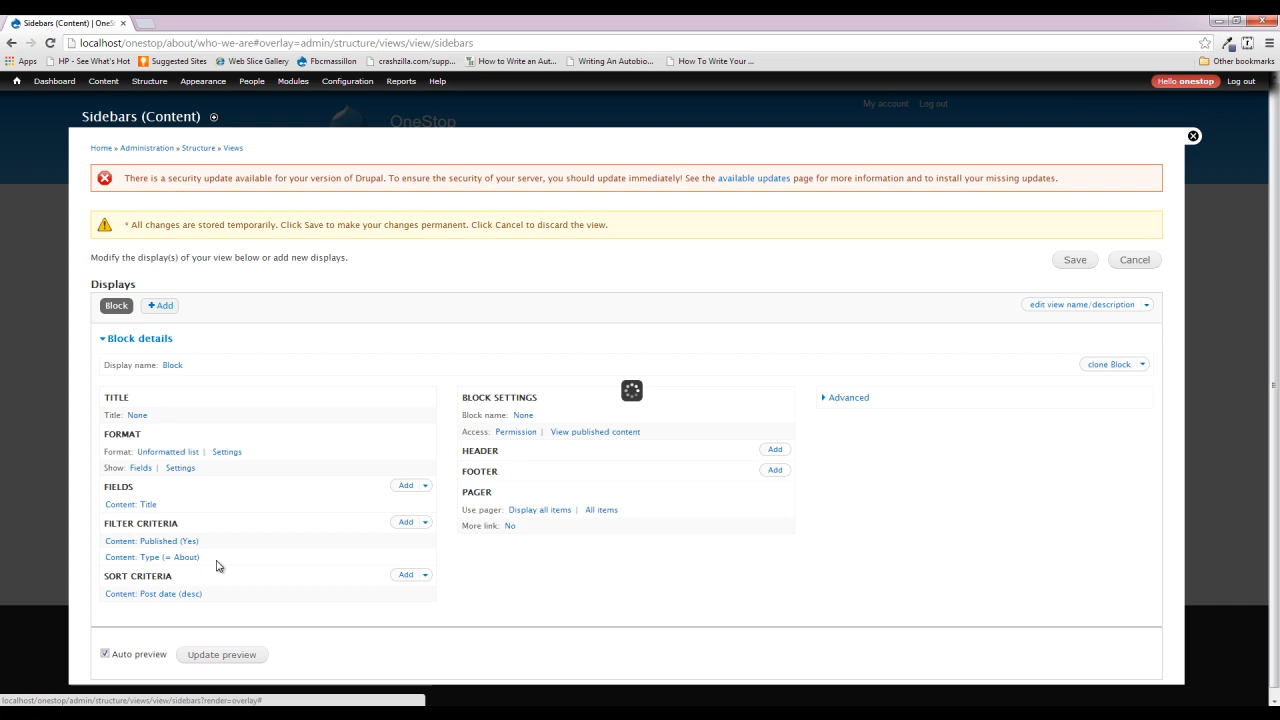 Sidebars (Content) | OneSt
localhost/onestop/about/who-we-are#overlay=admin/structure/views/view/sidebars
Apps HP - See What's Hot Suggested Sites Web Slice Gallery Fbcmassillon crashzilla.com/supp... How to Write an Aut... Writing An Autobio... How To Write Your ... Other bookmarks
Dashboard Content Structure Appearance People Modules Configuration Reports Help Hello onestop Log out
My account Log out
Sidebars (Content)
OneStop
Home » Administration » Structure » Views
There is a security update available for your version of Drupal. To ensure the security of your server, you should update immediately! See the available updates page for more information and to install your missing updates.
* All changes are stored temporarily. Click Save to make your changes permanent. Click Cancel to discard the view.
Modify the display(s) of your view below or add new displays.
Save Cancel
Displays
Block Add edit view name/description
Block details
Display name: Block clone Block
TITLE
Title: None
FORMAT
Format: Unformatted list | Settings
Show: Fields | Settings
FIELDS Add
Content: Title
FILTER CRITERIA Add
Content: Published (Yes)
Content: Type (= About)
SORT CRITERIA Add
Content: Post date (desc)
BLOCK SETTINGS
Block name: None
Access: Permission | View published content
HEADER Add
FOOTER Add
PAGER
Use pager: Display all items | All items
More link: No
Advanced
Auto preview Update preview
localhost/onestop/admin/structure/views/view/sidebars?render=overlay#